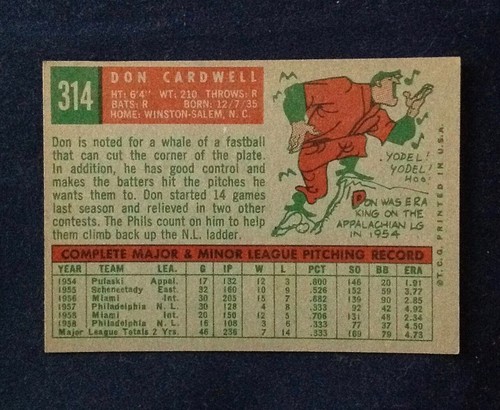 314
DON CARDWELL
HT: 6'4" WT: 210 THROWS: R
BATS: R BORN: 12/7/35
HOME: WINSTON-SALEM, N. C.
Don is noted for a whale of a fastball
that can cut the corner of the plate.
In addition, he has good control and
makes the batters hit the pitches he
wants them to. Don started 14 games
last season and relieved in two other
contests. The Phils count on him to help
them climb back up the N.L. ladder.
YODEL!
YODEL!
HOO!
DON WAS ERA
KING ON THE
APPALACHIAN LG
IN 1954
©T.C.G. PRINTED IN U.S.A.
COMPLETE MAJOR & MINOR LEAGUE PITCHING RECORD
YEAR TEAM LEA. G IP W L PCT SO BB ERA
1954 Pulaski Appal. 17 132 12 3 .800 146 20 1.91
1955 Schenectady East. 32 160 10 9 .526 152 59 3.77
1956 Miami Int. 30 205 15 7 .682 139 90 2.85
1957 Philadelphia N. L. 30 128 4 8 .333 92 42 4.92
1958 Miami Int. 20 150 12 5 .706 131 48 2.34
1958 Philadelphia N. L. 16 108 3 6 .333 77 37 4.50
Major League Totals 2 Yrs. 46 236 7 14 .333 169 79 4.73